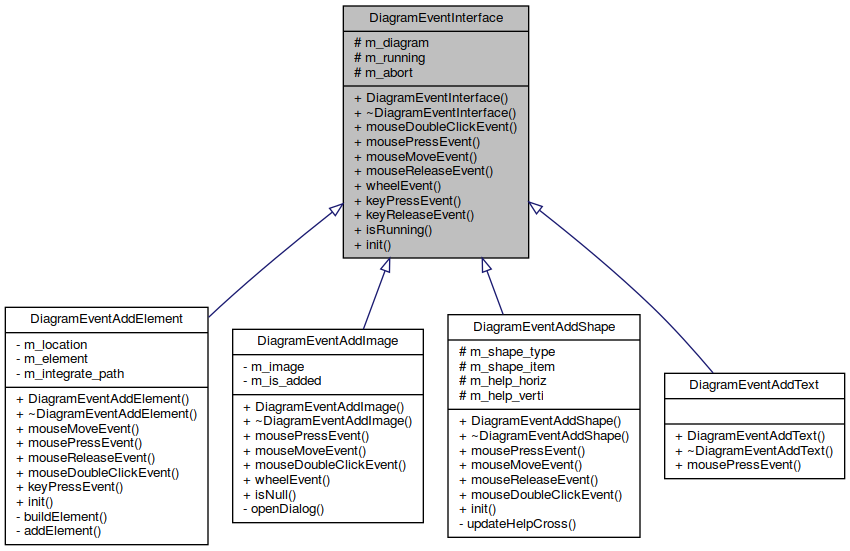 DiagramEventInterface
# m_diagram
# m_running
# m_abort
+ DiagramEventInterface()
+ ~DiagramEventInterface()
+ mouseDoubleClickEvent()
+ mousePressEvent()
+ mouseMoveEvent()
+ mouseReleaseEvent()
+ wheelEvent()
+ keyPressEvent()
+ keyReleaseEvent()
+ isRunning()
+ init()
DiagramEventAddElement
- m_location
- m_element
- m_integrate_path
+ DiagramEventAddElement()
+ ~DiagramEventAddElement()
+ mouseMoveEvent()
+ mousePressEvent()
+ mouseReleaseEvent()
+ mouseDoubleClickEvent()
+ keyPressEvent()
+ init()
- buildElement()
- addElement()
DiagramEventAddImage
- m_image
- m_is_added
+ DiagramEventAddImage()
+ ~DiagramEventAddImage()
+ mousePressEvent()
+ mouseMoveEvent()
+ mouseDoubleClickEvent()
+ wheelEvent()
+ isNull()
- openDialog()
DiagramEventAddShape
# m_shape_type
# m_shape_item
# m_help_horiz
# m_help_verti
+ DiagramEventAddShape()
+ ~DiagramEventAddShape()
+ mousePressEvent()
+ mouseMoveEvent()
+ mouseReleaseEvent()
+ mouseDoubleClickEvent()
+ init()
- updateHelpCross()
DiagramEventAddText
+ DiagramEventAddText()
+ ~DiagramEventAddText()
+ mousePressEvent()